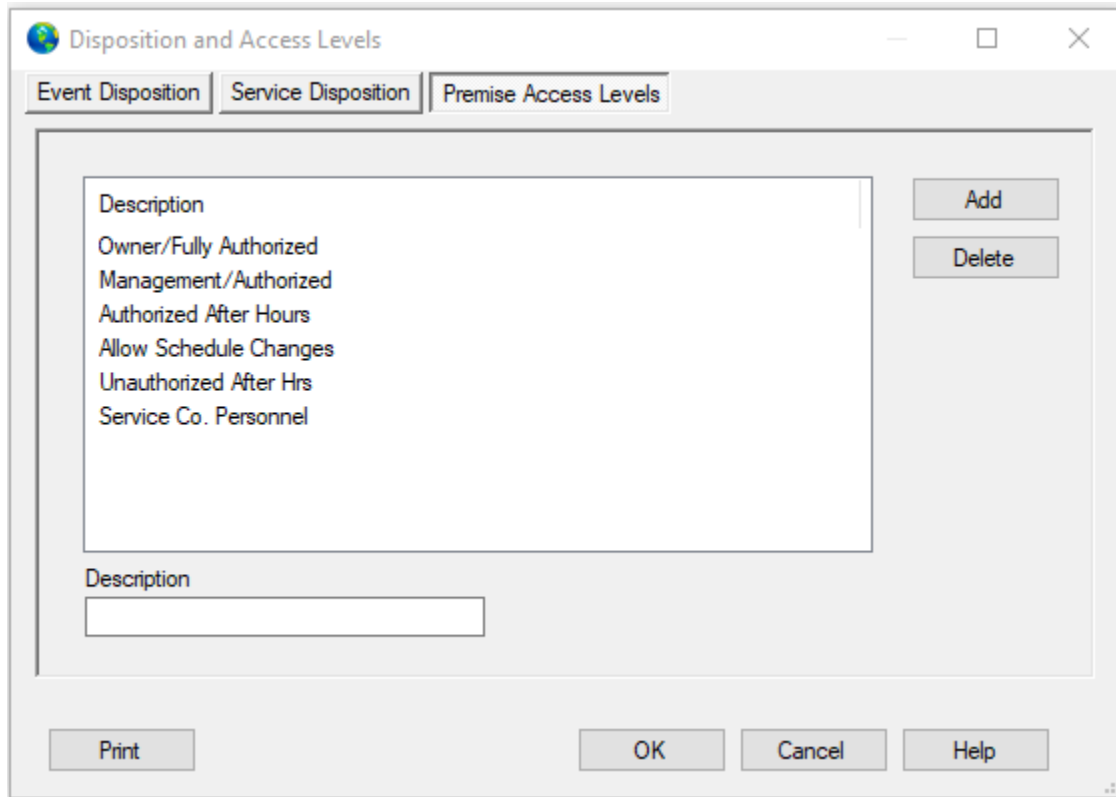 Disposition and Access Levels
Event Disposition Service Disposition Premise Access Levels
Description
Owner/Fully Authorized
Management/Authorized
Authorized After Hours
Allow Schedule Changes
Unauthorized After Hrs
Service Co. Personnel
Add
Delete
Description
Print OK Cancel Help